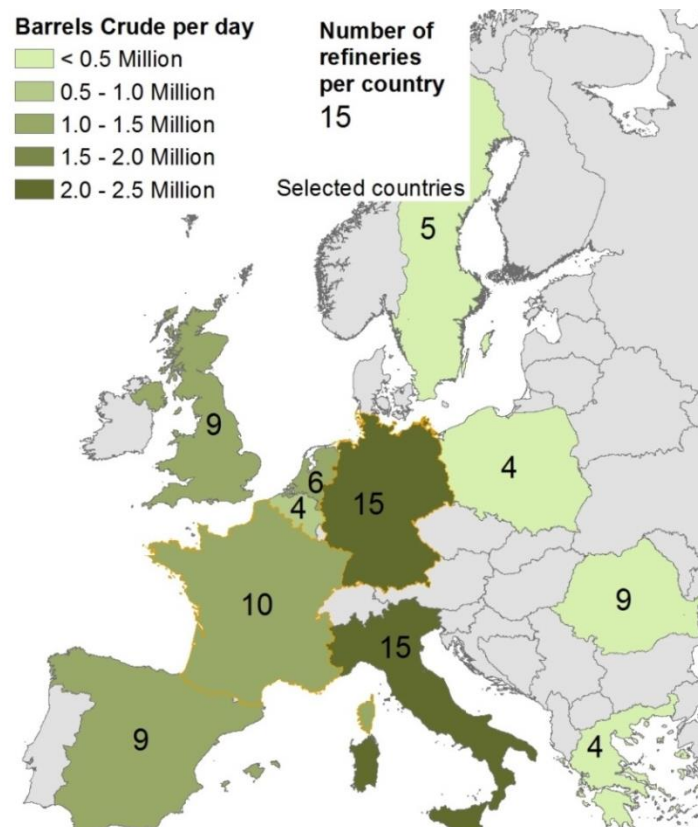 Barrels Crude per day
< 0.5 Million
0.5 - 1.0 Million
1.0 - 1.5 Million
1.5 - 2.0 Million
2.0 - 2.5 Million
Number of
refineries
per country
15
Selected countries
5
9
6
4
15
4
10
9
15
9
4